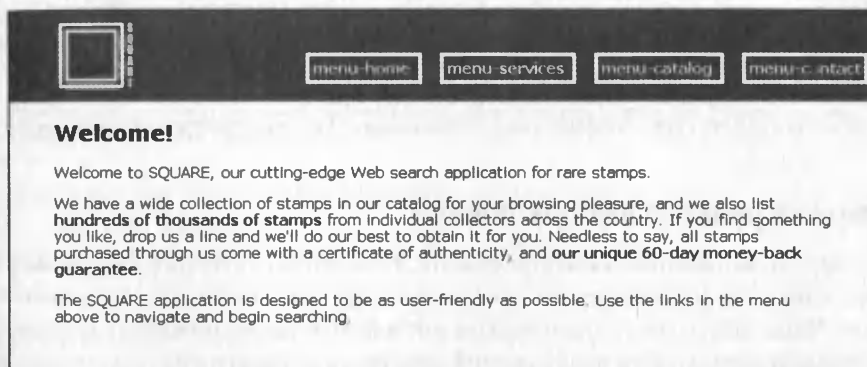 SQUARE
menu-home menu-services menu-catalog
Welcome!
Welcome to SQUARE, our cutting-edge Web search application for rare stamps.
We have a wide collection of stamps in our catalog for your browsing pleasure, and we also list
hundreds of thousands of stamps from individual collectors across the country. If you find something
you like, drop us a line and we'll do our best to obtain it for you. Needless to say, all stamps
purchased through us come with a certificate of authenticity, and our unique 60-day money-back
guarantee.
The SQUARE application is designed to be as user-friendly as possible. Use the links in the menu
above to navigate and begin searching.